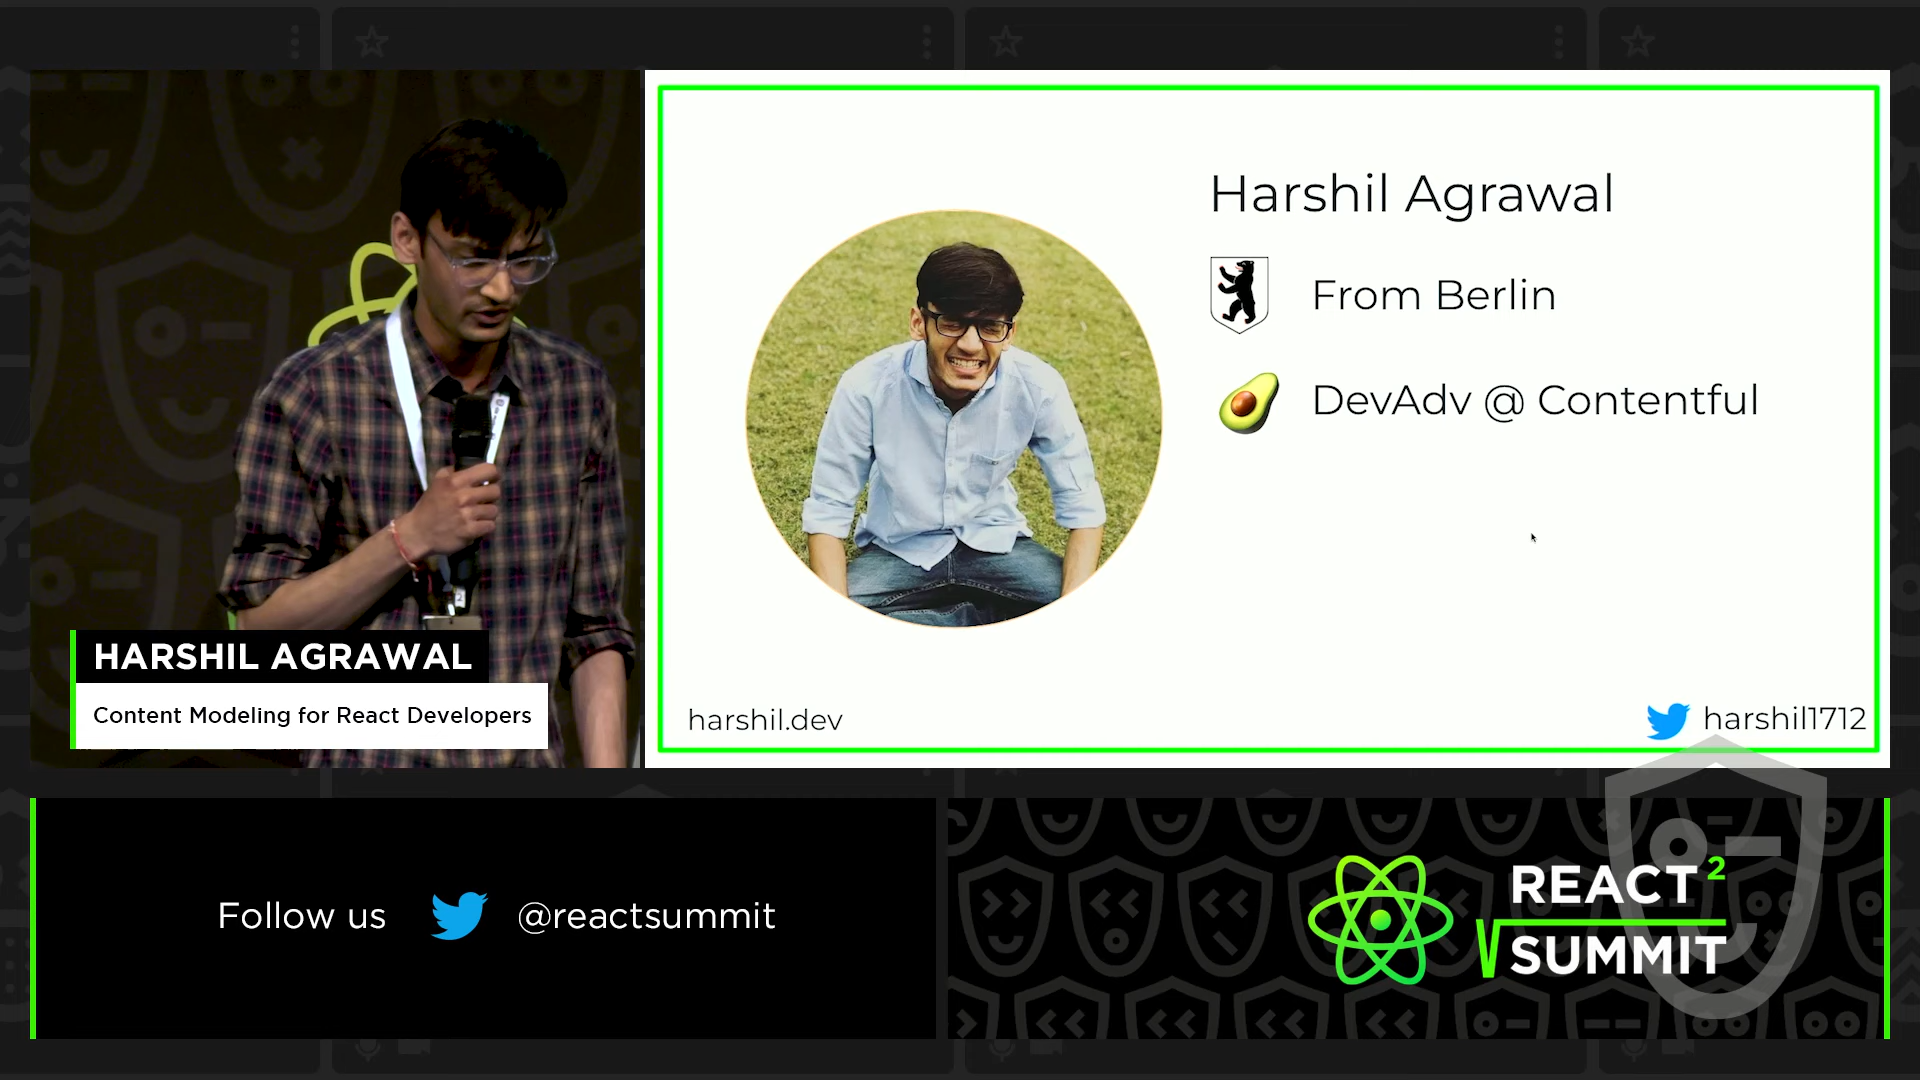 Harshil Agrawal
From Berlin
DevAdv @ Contentful
harshil.dev
harshil1712
HARSHIL AGRAWAL
Content Modeling for React Developers
Follow us @reactsummit
REACT 2
SUMMIT